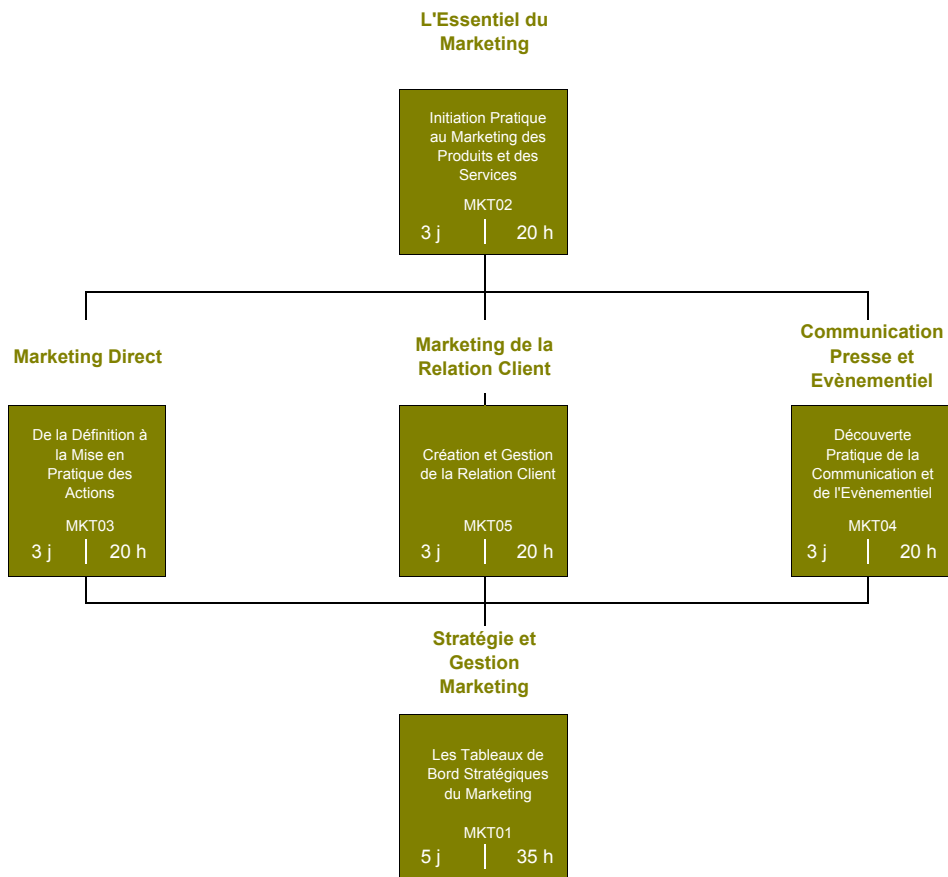 L'Essentiel du
Marketing
Initiation Pratique
au Marketing des
Produits et des
Services
MKT02
3 j 20 h
Marketing Direct
De la Définition à
la Mise en
Pratique des
Actions
MKT03
3 j 20 h
Marketing de la
Relation Client
Création et Gestion
de la Relation Client
MKT05
3 j 20 h
Communication
Presse et
Evènementiel
Découverte
Pratique de la
Communication et
de l'Evènementiel
MKT04
3 j 20 h
Stratégie et
Gestion
Marketing
Les Tableaux de
Bord Stratégiques
du Marketing
MKT01
5 j 35 h